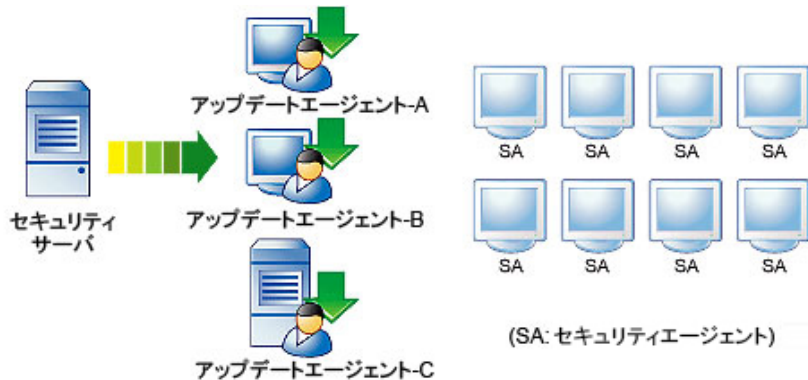 アップデートエージェント-A
セキュリティ
サーバ
アップデートエージェント-B
アップデートエージェント-C
SA
SA
SA
SA
SA
SA
SA
SA
(SA: セキュリティエージェント)